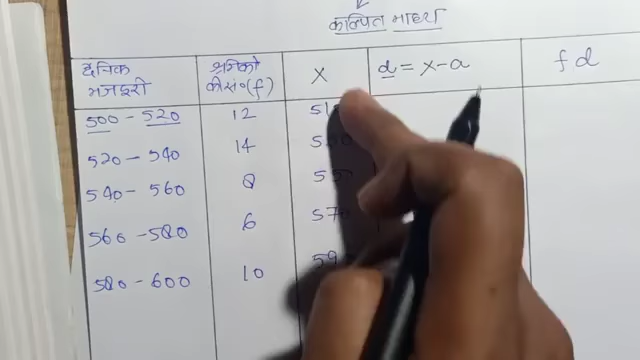 कल्पित माध्य
दैनिक मजदूरी श्रमिको की सं०(f) x d = x-a fd
500 - 520 12
520 - 540 14
540 - 560 8
560 - 580 6
580 - 600 10